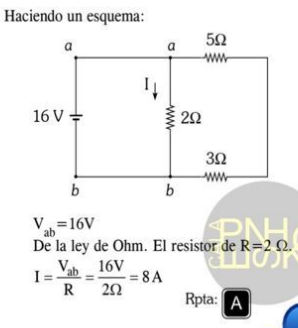 Haciendo un esquema:
a a 5Ω
I
16 V 2Ω
3Ω
b b
V_ab = 16V
De la ley de Ohm. El resistor de R=2 Ω.
I = V_ab / R = 16V / 2Ω = 8 A
Rpta: A